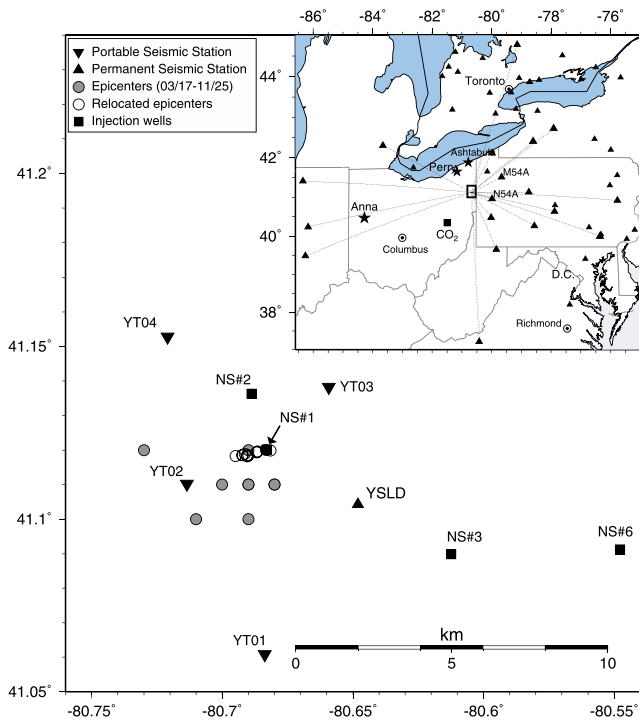 -86° -84° -82° -80° -78° -76°
Portable Seismic Station
Permanent Seismic Station
Epicenters (03/17-11/25)
Relocated epicenters
Injection wells
44°
Toronto
42°
Ashtabu
Perry
M54A
N54A
Anna
CO₂
Columbus
40°
D.C.
38°
Richmond
41.2°
YT04
41.15°
NS#2
YT03
NS#1
YT02
YSLD
41.1°
NS#3
NS#6
YT01
km
0 5 10
41.05°
-80.75° -80.7° -80.65° -80.6° -80.55°